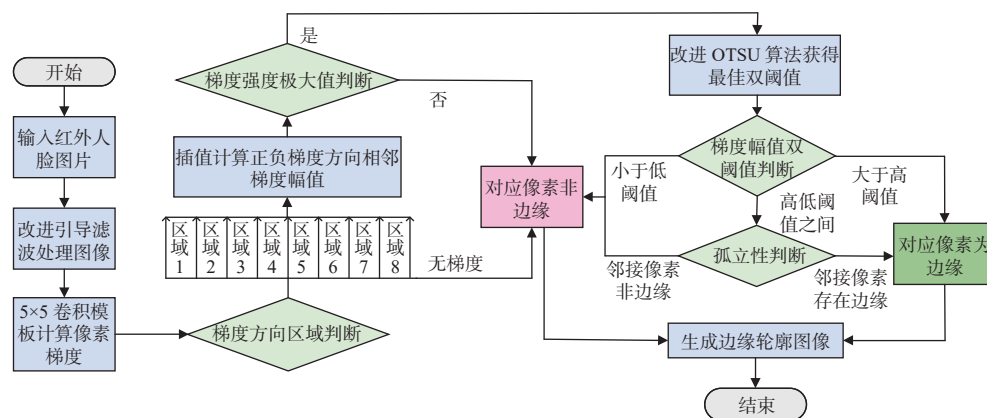 开始
输入红外人
脸图片
改进引导滤
波处理图像
5×5 卷积模
板计算像素
梯度
梯度方向区域判断
区域1
区域2
区域3
区域4
区域5
区域6
区域7
区域8
无梯度
插值计算正负梯度方向相邻
梯度幅值
梯度强度极大值判断
是
否
对应像素非
边缘
改进 OTSU 算法获得
最佳双阈值
梯度幅值双
阈值判断
小于低
阈值
大于高
阈值
高低阈
值之间
孤立性判断
邻接像素
非边缘
邻接像素
存在边缘
对应像素为
边缘
生成边缘轮廓图像
结束